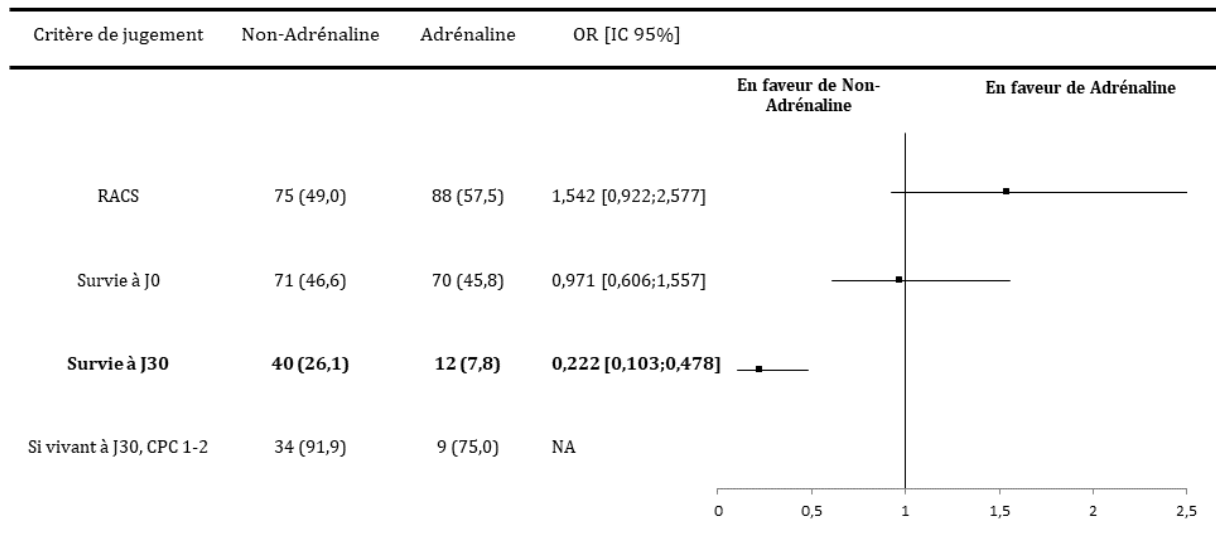 Critère de jugement Non-Adrénaline Adrénaline OR [IC 95%]
En faveur de Non-
Adrénaline
En faveur de Adrénaline
RACS 75 (49,0) 88 (57,5) 1,542 [0,922;2,577]
Survie à J0 71 (46,6) 70 (45,8) 0,971 [0,606;1,557]
Survie à J30 40 (26,1) 12 (7,8) 0,222 [0,103;0,478]
Si vivant à J30, CPC 1-2 34 (91,9) 9 (75,0) NA
0 0,5 1 1,5 2 2,5